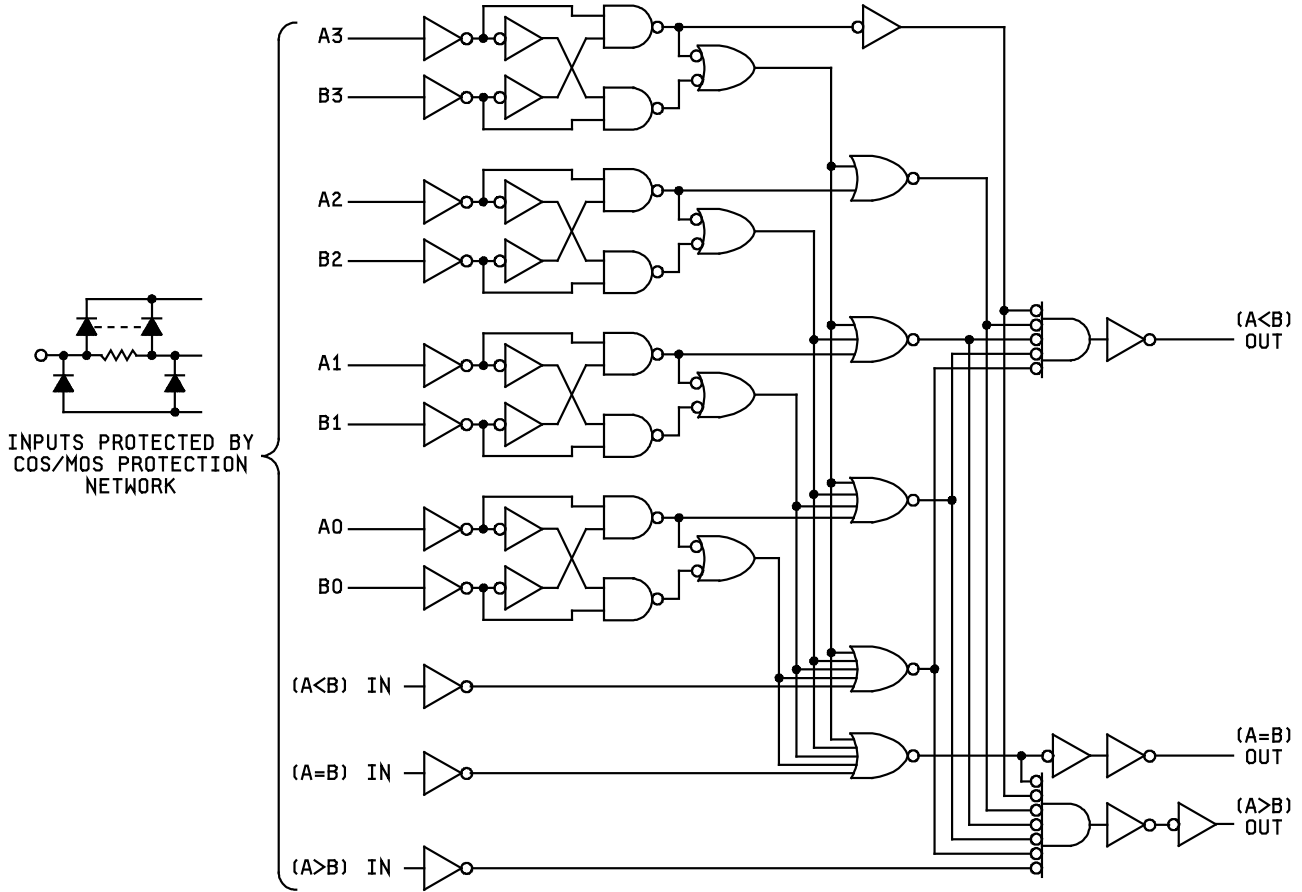 A3
B3
A2
B2
A1
B1
A0
B0
(A<B) IN
(A=B) IN
(A>B) IN
INPUTS PROTECTED BY
COS/MOS PROTECTION
NETWORK
(A<B)
OUT
(A=B)
OUT
(A>B)
OUT